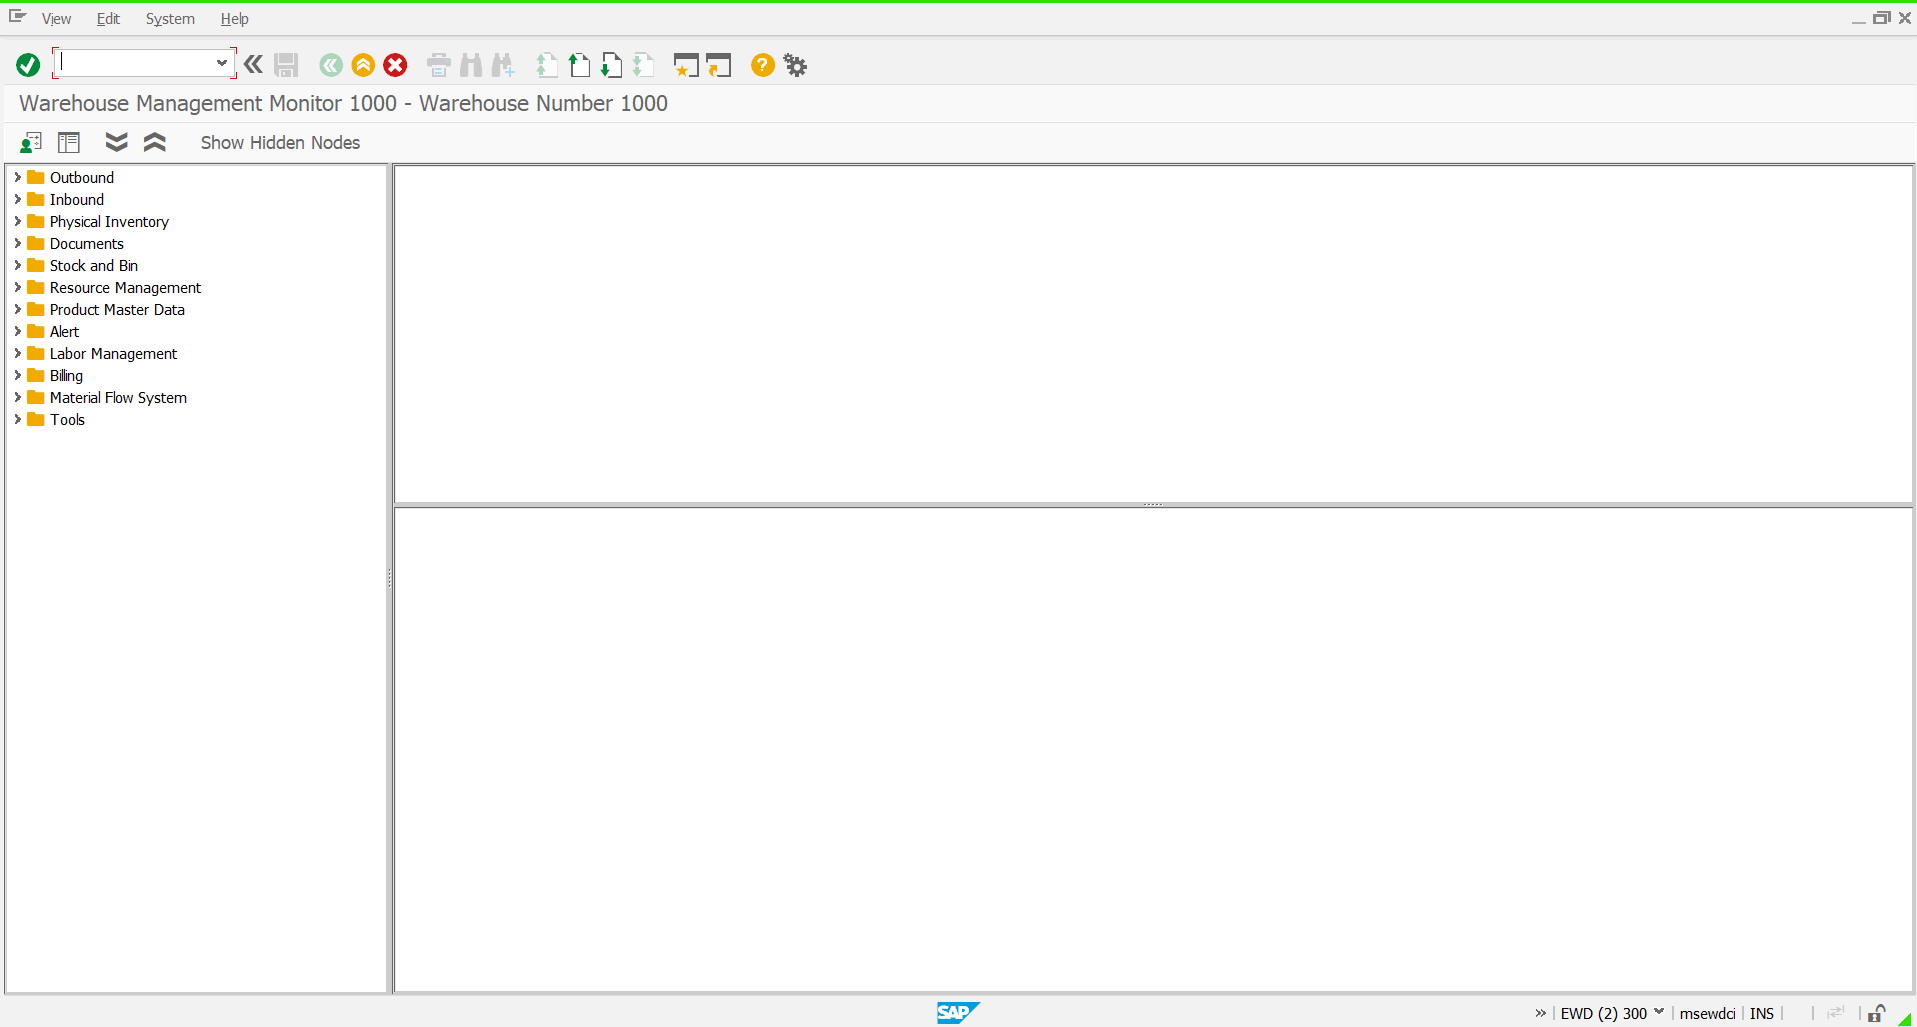 View Edit System Help
Warehouse Management Monitor 1000 - Warehouse Number 1000
Show Hidden Nodes
Outbound
Inbound
Physical Inventory
Documents
Stock and Bin
Resource Management
Product Master Data
Alert
Labor Management
Billing
Material Flow System
Tools
SAP
EWD (2) 300 msewdci INS